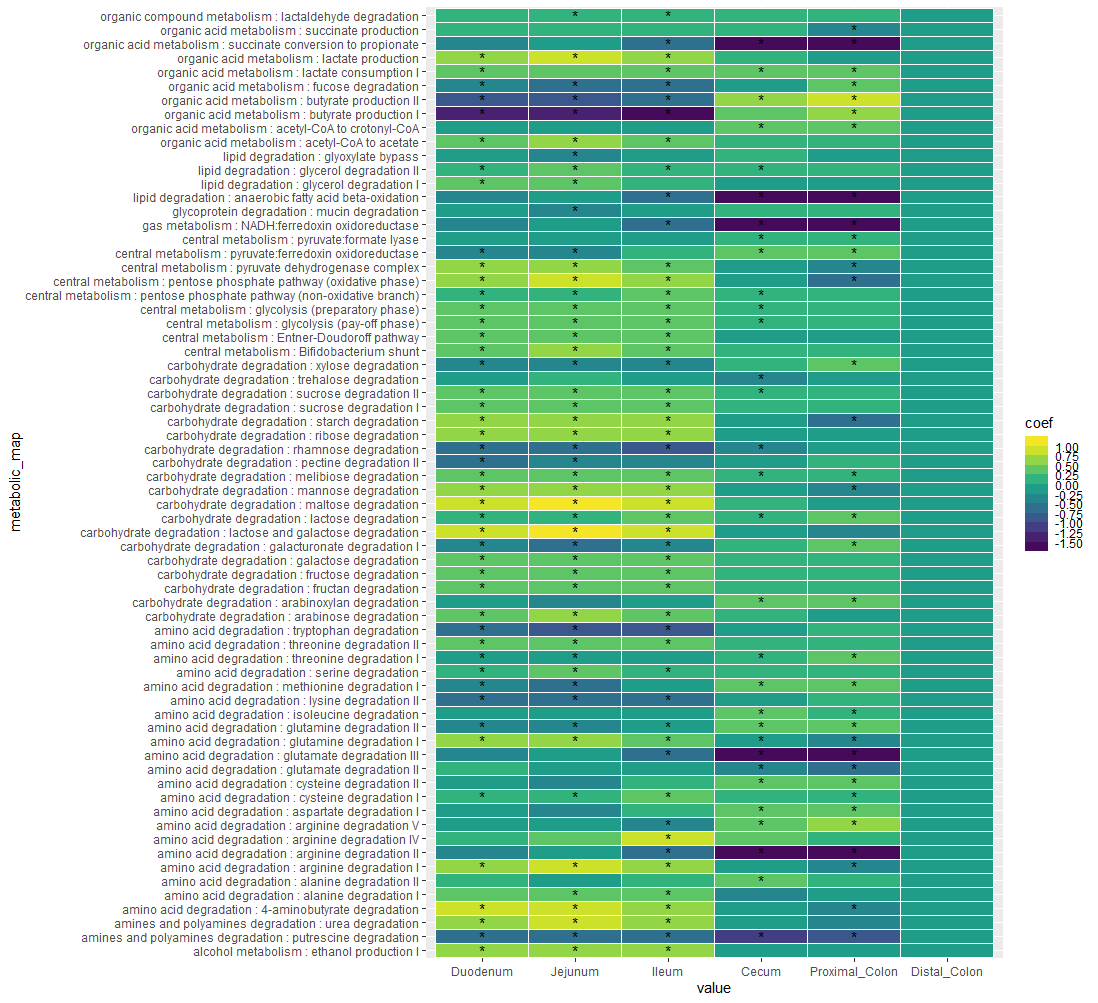 organic compound metabolism : lactaldehyde degradation
organic acid metabolism : succinate production
organic acid metabolism : succinate conversion to propionate
organic acid metabolism : lactate production
organic acid metabolism : lactate consumption I
organic acid metabolism : fucose degradation
organic acid metabolism : butyrate production II
organic acid metabolism : butyrate production I
organic acid metabolism : acetyl-CoA to crotonyl-CoA
organic acid metabolism : acetyl-CoA to acetate
lipid degradation : glyoxylate bypass
lipid degradation : glycerol degradation II
lipid degradation : glycerol degradation I
lipid degradation : anaerobic fatty acid beta-oxidation
glycoprotein degradation : mucin degradation
gas metabolism : NADH:ferredoxin oxidoreductase
central metabolism : pyruvate:formate lyase
central metabolism : pyruvate:ferredoxin oxidoreductase
central metabolism : pyruvate dehydrogenase complex
central metabolism : pentose phosphate pathway (oxidative phase)
central metabolism : pentose phosphate pathway (non-oxidative branch)
central metabolism : glycolysis (preparatory phase)
central metabolism : glycolysis (pay-off phase)
central metabolism : Entner-Doudoroff pathway
central metabolism : Bifidobacterium shunt
carbohydrate degradation : xylose degradation
carbohydrate degradation : trehalose degradation
carbohydrate degradation : sucrose degradation II
carbohydrate degradation : sucrose degradation I
carbohydrate degradation : starch degradation
carbohydrate degradation : ribose degradation
carbohydrate degradation : rhamnose degradation
carbohydrate degradation : pectine degradation II
carbohydrate degradation : melibiose degradation
carbohydrate degradation : mannose degradation
carbohydrate degradation : maltose degradation
carbohydrate degradation : lactose degradation
carbohydrate degradation : lactose and galactose degradation
carbohydrate degradation : galacturonate degradation I
carbohydrate degradation : galactose degradation
carbohydrate degradation : fructose degradation
carbohydrate degradation : fructan degradation
carbohydrate degradation : arabinoxylan degradation
carbohydrate degradation : arabinose degradation
amino acid degradation : tryptophan degradation
amino acid degradation : threonine degradation II
amino acid degradation : threonine degradation I
amino acid degradation : serine degradation
amino acid degradation : methionine degradation I
amino acid degradation : lysine degradation II
amino acid degradation : isoleucine degradation
amino acid degradation : glutamine degradation II
amino acid degradation : glutamine degradation I
amino acid degradation : glutamate degradation III
amino acid degradation : glutamate degradation II
amino acid degradation : cysteine degradation II
amino acid degradation : cysteine degradation I
amino acid degradation : aspartate degradation I
amino acid degradation : arginine degradation V
amino acid degradation : arginine degradation IV
amino acid degradation : arginine degradation II
amino acid degradation : arginine degradation I
amino acid degradation : alanine degradation II
amino acid degradation : alanine degradation I
amino acid degradation : 4-aminobutyrate degradation
amines and polyamines degradation : urea degradation
amines and polyamines degradation : putrescine degradation
alcohol metabolism : ethanol production I
metabolic_map
Duodenum Jejunum Ileum Cecum Proximal_Colon Distal_Colon
value
coef
1.00
0.75
0.50
0.25
0.00
-0.25
-0.50
-0.75
-1.00
-1.25
-1.50